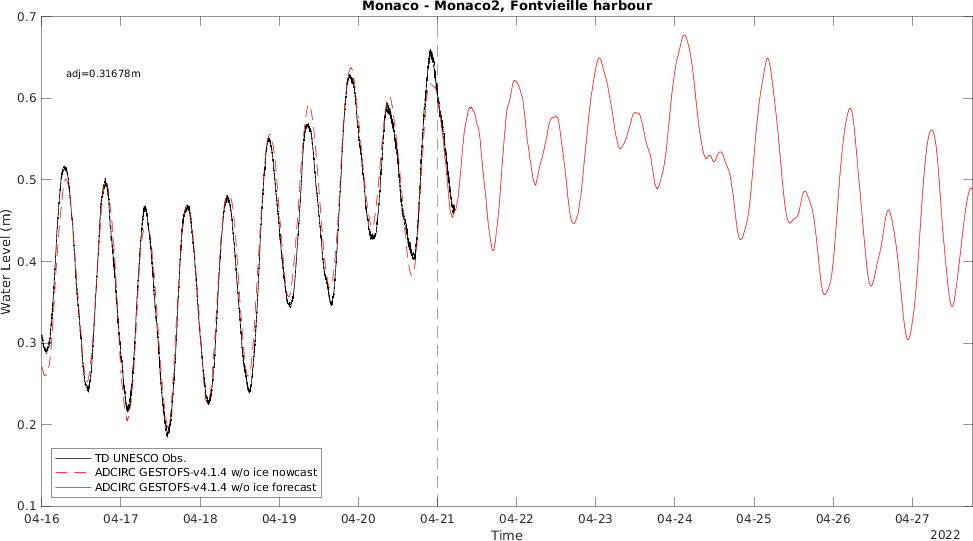 Monaco - Monaco2, Fontvieille harbour
adj=0.31678m
0.7
0.6
0.5
0.4
0.3
0.2
0.1
Water Level (m)
TD UNESCO Obs.
ADCIRC GESTOFS-v4.1.4 w/o ice nowcast
ADCIRC GESTOFS-v4.1.4 w/o ice forecast
04-16 04-17 04-18 04-19 04-20 04-21 04-22 04-23 04-24 04-25 04-26 04-27
Time
2022